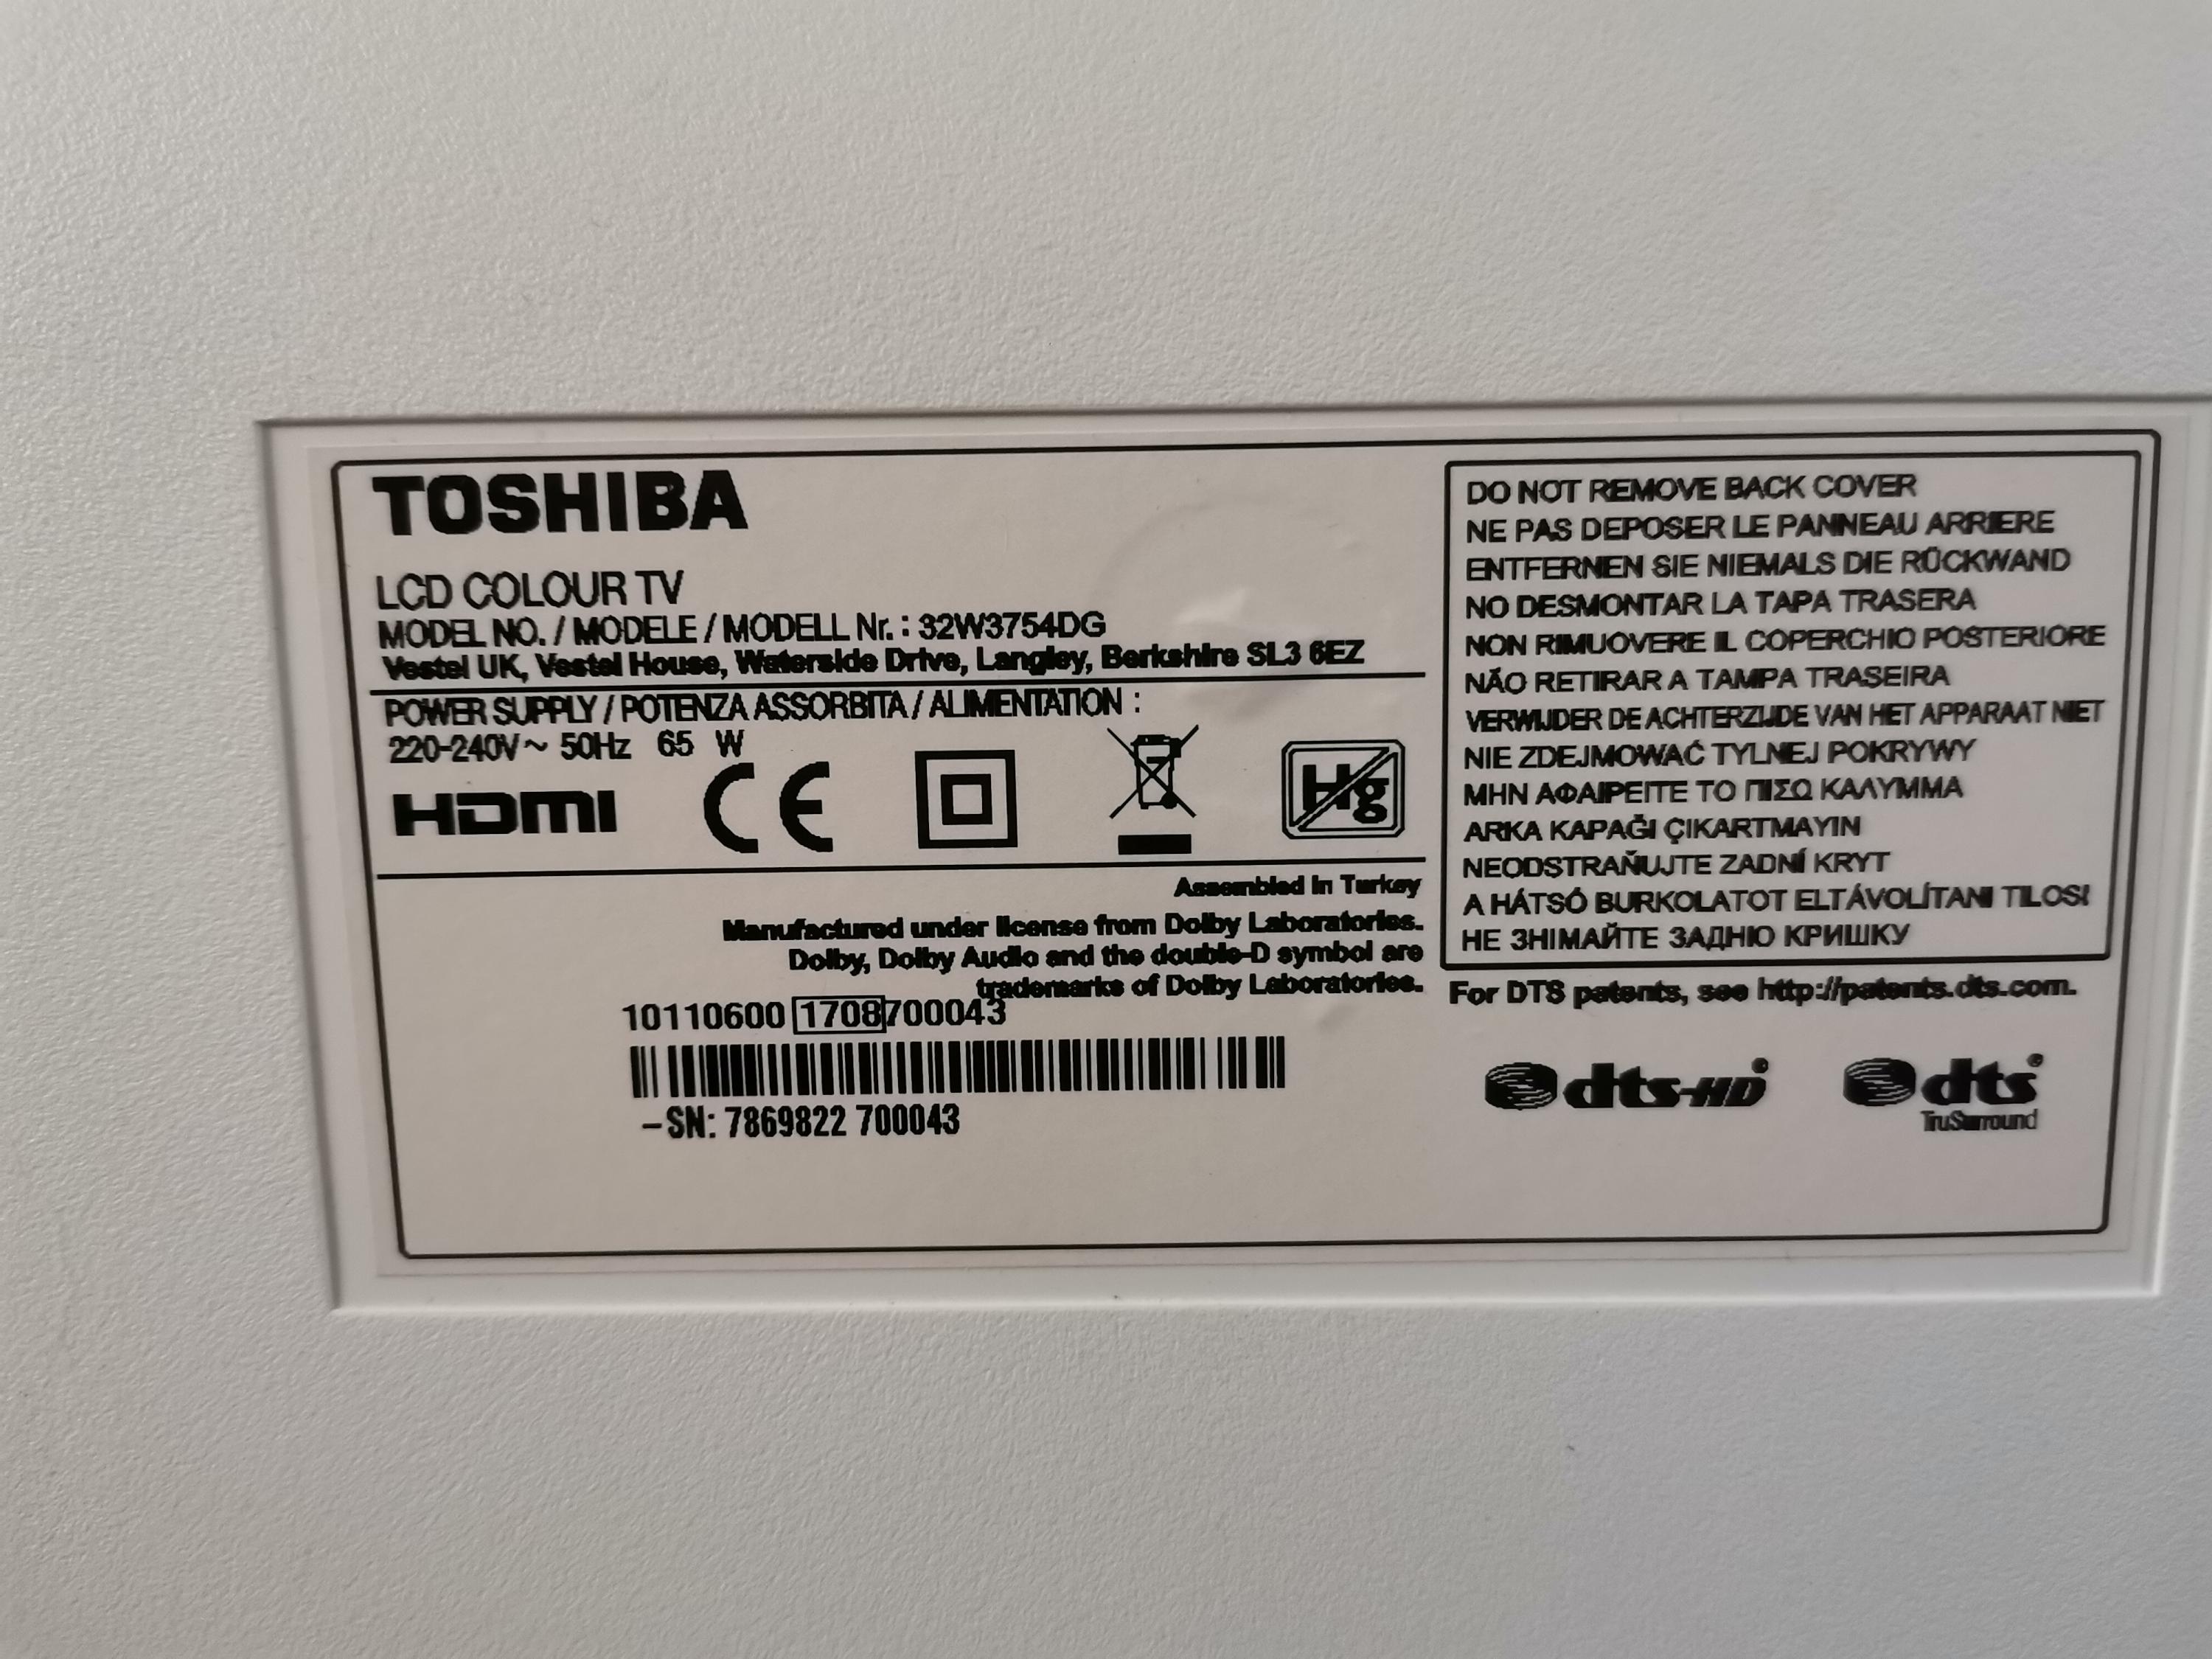 TOSHIBA
LCD COLOUR TV
MODEL NO. / MODELE / MODELL Nr. : 32W3754DG
Vestel UK, Vestel House, Waterside Drive, Langley, Berkshire SL3 6EZ
POWER SUPPLY / POTENZA ASSORBITA / ALIMENTATION :
220-240V~ 50Hz 65 W
HDMI CE Hg
Assembled in Turkey
Manufactured under license from Dolby Laboratories.
Dolby, Dolby Audio and the double-D symbol are
trademarks of Dolby Laboratories.
10110600 1708 700043
-SN: 7869822 700043
DO NOT REMOVE BACK COVER
NE PAS DEPOSER LE PANNEAU ARRIERE
ENTFERNEN SIE NIEMALS DIE RÜCKWAND
NO DESMONTAR LA TAPA TRASERA
NON RIMUOVERE IL COPERCHIO POSTERIORE
NÃO RETIRAR A TAMPA TRASEIRA
VERWIJDER DE ACHTERZIJDE VAN HET APPARAAT NIET
NIE ZDEJMOWAĆ TYLNEJ POKRYWY
ΜΗΝ ΑΦΑΙΡΕΙΤΕ ΤΟ ΠΙΣΩ ΚΑΛΥΜΜΑ
ARKA KAPAĞI ÇIKARTMAYIN
NEODSTRAŇUJTE ZADNÍ KRYT
A HÁTSÓ BURKOLATOT ELTÁVOLÍTANI TILOS!
НЕ ЗНІМАЙТЕ ЗАДНЮ КРИШКУ
For DTS patents, see http://patents.dts.com.
dts-HD dts®
TruSurround